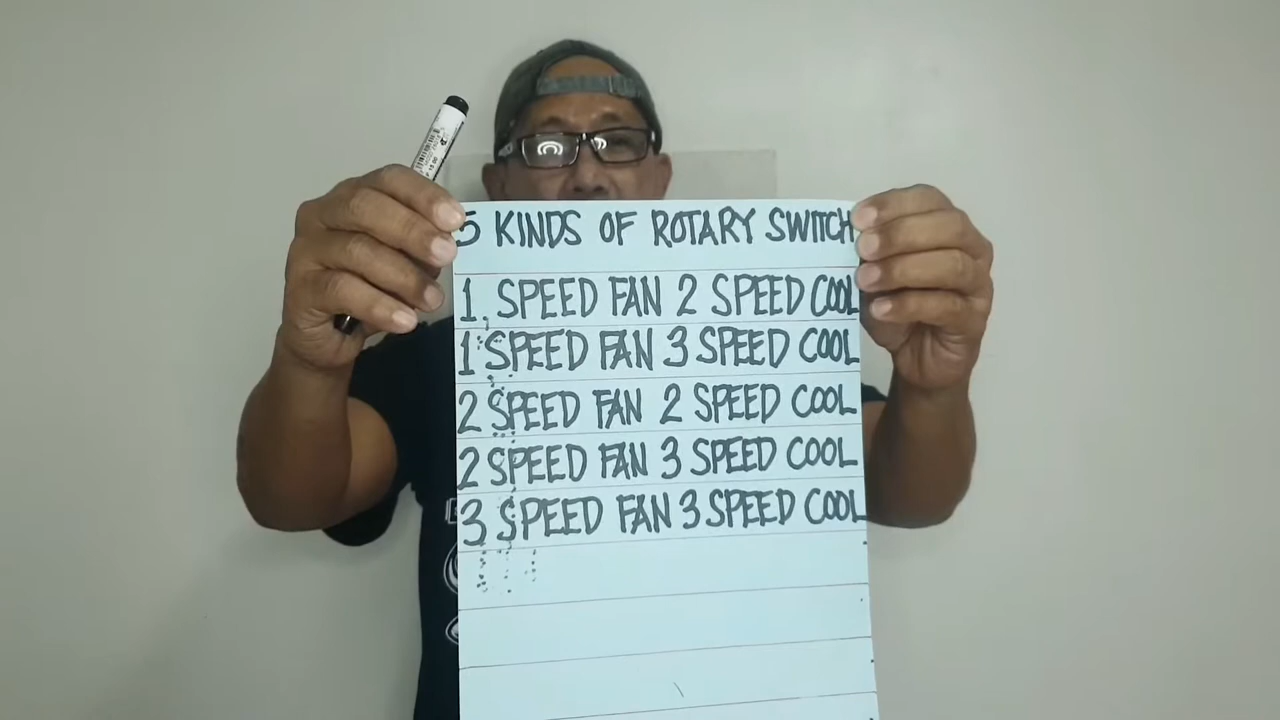 5 KINDS OF ROTARY SWITCH
1. SPEED FAN 2 SPEED COOL
1 SPEED FAN 3 SPEED COOL
2 SPEED FAN 2 SPEED COOL
2 SPEED FAN 3 SPEED COOL
3 SPEED FAN 3 SPEED COOL